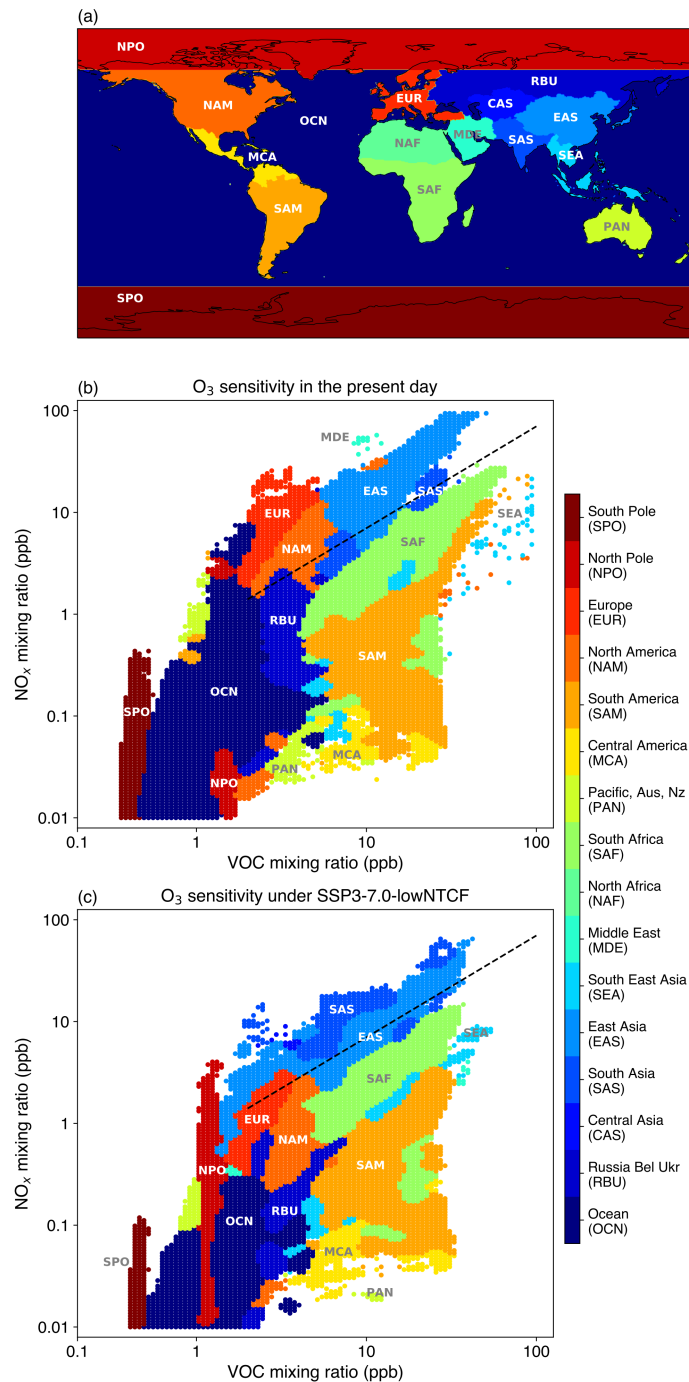 (a)
NPO
RBU
NAM
EUR
CAS
OCN
EAS
NAF
MDE
MCA
SAS
SEA
SAM
SAF
PAN
SPO
(b)
O₃ sensitivity in the present day
NOₓ mixing ratio (ppb)
100
10
1
0.1
0.01
MDE
EAS
SAS
EUR
SEA
NAM
SAF
RBU
SAM
OCN
SPO
MCA
PAN
NPO
0.1
1
10
100
VOC mixing ratio (ppb)
(c)
O₃ sensitivity under SSP3-7.0-lowNTCF
NOₓ mixing ratio (ppb)
100
10
1
0.1
0.01
SAS
EAS
SEA
SAF
EUR
NAM
NPO
SAM
RBU
OCN
MCA
SPO
PAN
0.1
1
10
100
VOC mixing ratio (ppb)
South Pole
(SPO)
North Pole
(NPO)
Europe
(EUR)
North America
(NAM)
South America
(SAM)
Central America
(MCA)
Pacific, Aus, Nz
(PAN)
South Africa
(SAF)
North Africa
(NAF)
Middle East
(MDE)
South East Asia
(SEA)
East Asia
(EAS)
South Asia
(SAS)
Central Asia
(CAS)
Russia Bel Ukr
(RBU)
Ocean
(OCN)